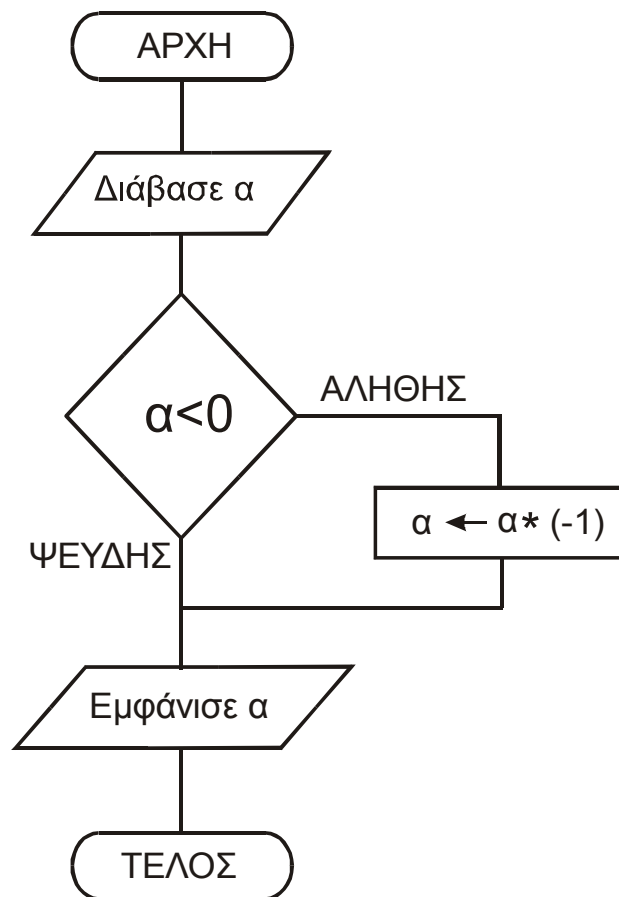 ΑΡΧΗ
Διάβασε α
α<0
ΑΛΗΘΗΣ
α ← α* (-1)
ΨΕΥΔΗΣ
Εμφάνισε α
ΤΕΛΟΣ